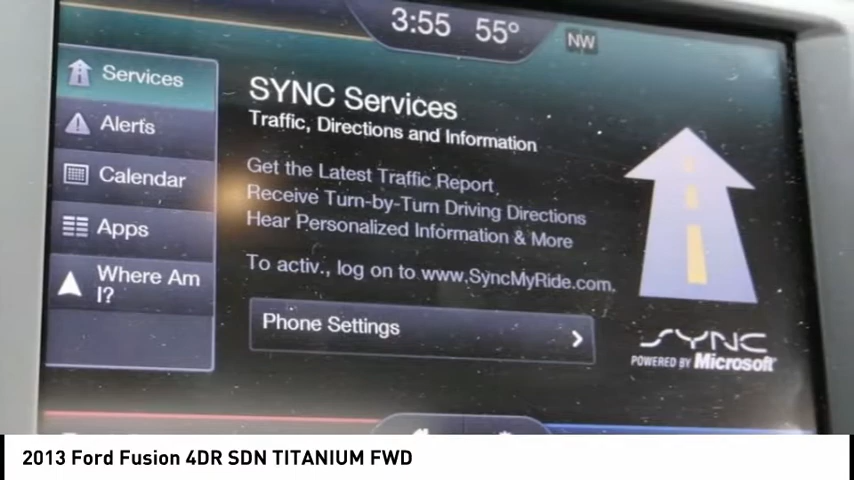 3:55 55° NW
Services
Alerts
Calendar
Apps
Where Am
I?
SYNC Services
Traffic, Directions and Information
Get the Latest Traffic Report
Receive Turn-by-Turn Driving Directions
Hear Personalized Information & More
To activ., log on to www.SyncMyRide.com.
Phone Settings
SYNC
POWERED BY Microsoft
2013 Ford Fusion 4DR SDN TITANIUM FWD